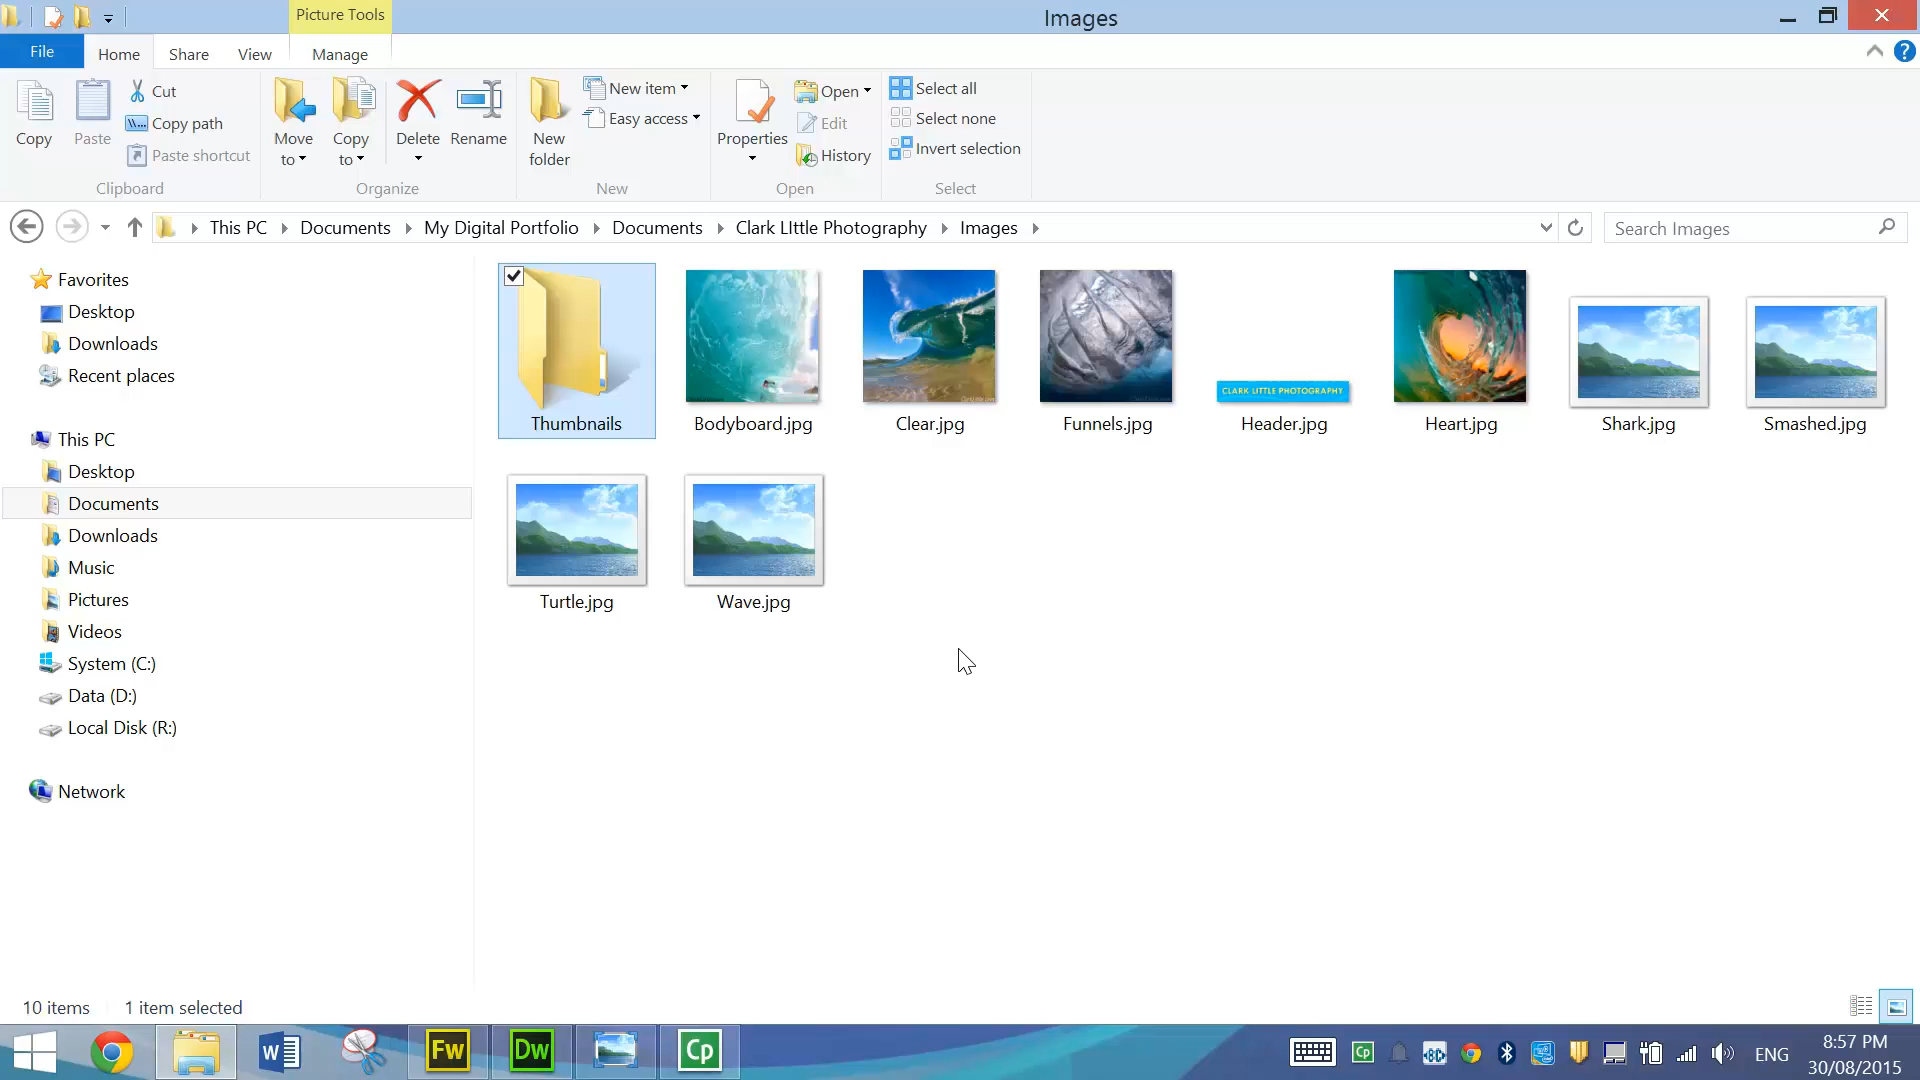 Picture Tools
Images
File
Home
Share
View
Manage
Copy
Paste
Cut
Copy path
Paste shortcut
Clipboard
Move to
Copy to
Delete
Rename
Organize
New folder
New item
Easy access
New
Properties
Open
Edit
History
Open
Select all
Select none
Invert selection
Select
This PC
Documents
My Digital Portfolio
Documents
Clark LIttle Photography
Images
Search Images
Favorites
Desktop
Downloads
Recent places
This PC
Desktop
Documents
Downloads
Music
Pictures
Videos
System (C:)
Data (D:)
Local Disk (R:)
Network
Thumbnails
Bodyboard.jpg
Clear.jpg
Funnels.jpg
CLARK LITTLE PHOTOGRAPHY
Header.jpg
Heart.jpg
Shark.jpg
Smashed.jpg
Turtle.jpg
Wave.jpg
10 items
1 item selected
W
Fw
Dw
Cp
Cp
ENG
8:57 PM
30/08/2015